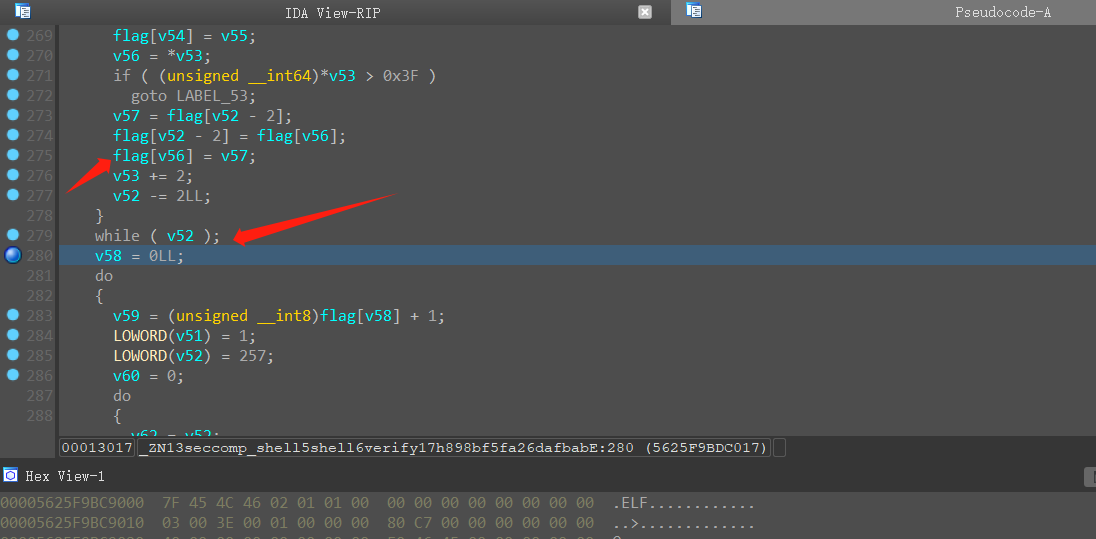 IDA View-RIP
Pseudocode-A
269 flag[v54] = v55;
270 v56 = *v53;
271 if ( (unsigned __int64)*v53 > 0x3F )
272 goto LABEL_53;
273 v57 = flag[v52 - 2];
274 flag[v52 - 2] = flag[v56];
275 flag[v56] = v57;
276 v53 += 2;
277 v52 -= 2LL;
278 }
279 while ( v52 );
280 v58 = 0LL;
281 do
282 {
283 v59 = (unsigned __int8)flag[v58] + 1;
284 LOWORD(v51) = 1;
285 LOWORD(v52) = 257;
286 v60 = 0;
287 do
288 {
v62 = v52;
00013017 _ZN13seccomp_shell5shell6verify17h898bf5fa26dafbabE:280 (5625F9BDC017)
Hex View-1
00005625F9BC9000 7F 45 4C 46 02 01 01 00 00 00 00 00 00 00 00 00 .ELF............
00005625F9BC9010 03 00 3E 00 01 00 00 00 80 C7 00 00 00 00 00 00 ..>.............